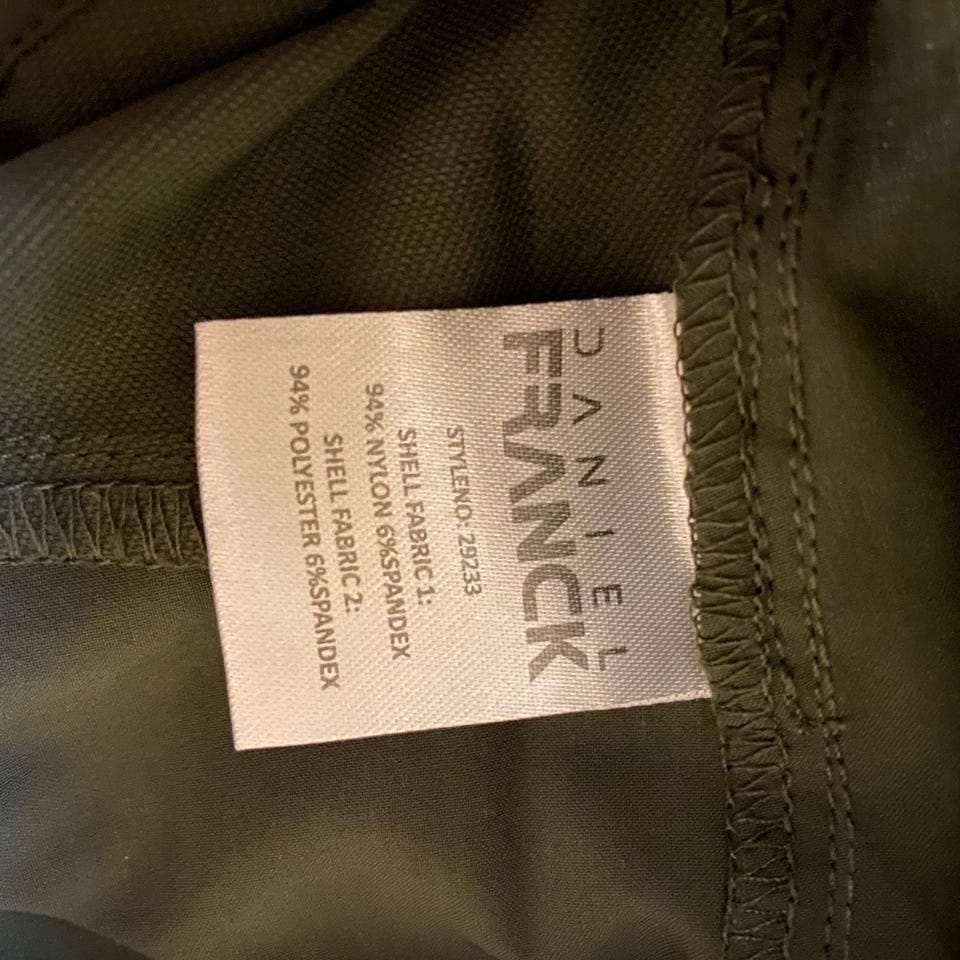 DANIEL
FRANCK
STYLENO: 29233
SHELL FABRIC 1:
94% NYLON 6%SPANDEX
SHELL FABRIC 2:
94% POLYESTER 6%SPANDEX